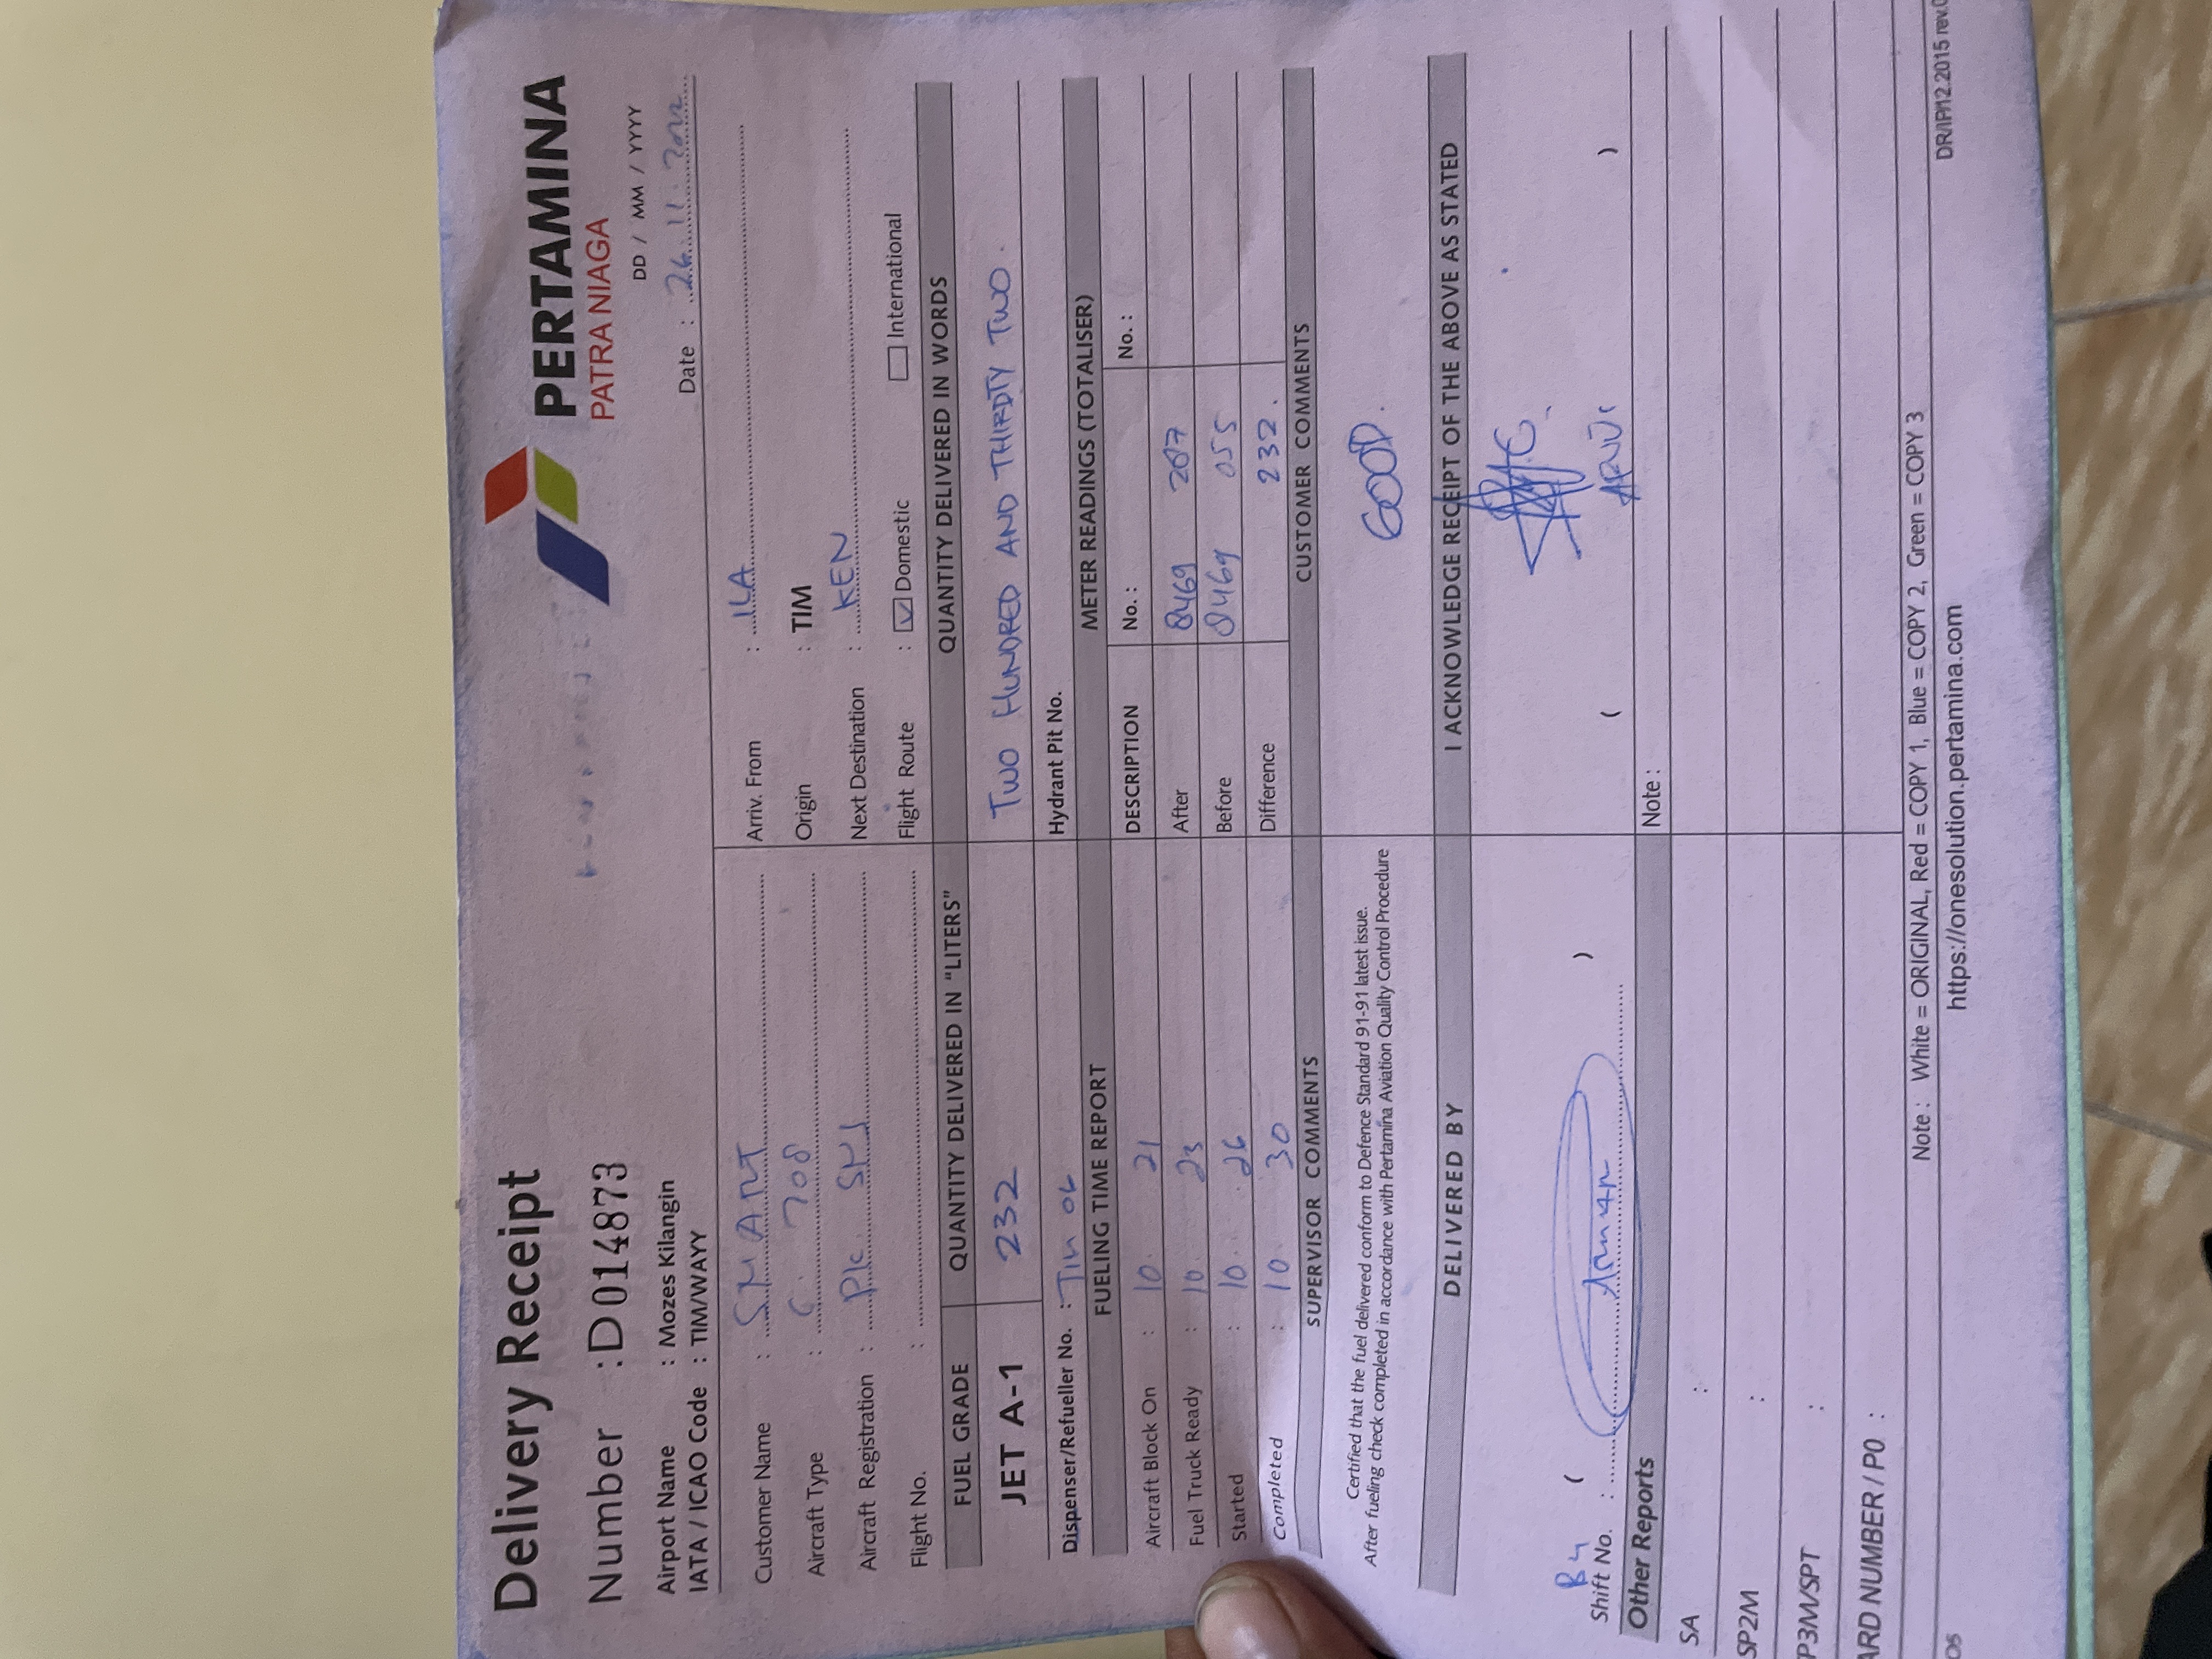 Delivery Receipt
PERTAMINA
PATRA NIAGA
Number : D014873
DD / MM / YYYY
Airport Name : Mozes Kilangin
IATA / ICAO Code : TIM/WAYY
Date : 26.11.2022
Customer Name : SMART
Arriv. From : ILA
Aircraft Type : C 708
Origin : TIM
Aircraft Registration : PK. SNJ
Next Destination : KEN
Flight No. :
Flight Route : Domestic International
FUEL GRADE QUANTITY DELIVERED IN "LITERS" QUANTITY DELIVERED IN WORDS
JET A-1 232 TWO HUNDRED AND THIRDTY TWO.
Dispenser/Refueller No. : TIM 06 Hydrant Pit No.
FUELING TIME REPORT METER READINGS (TOTALISER)
DESCRIPTION No. : No. :
Aircraft Block On : 10. 21
After 8469 287
Fuel Truck Ready : 10. 23
Before 8469 055
Started : 10. 26
Difference 232.
Completed : 10 30
SUPERVISOR COMMENTS CUSTOMER COMMENTS
Certified that the fuel delivered conform to Defence Standard 91-91 latest issue.
After fueling check completed in accordance with Pertamina Aviation Quality Control Procedure
GOOD.
DELIVERED BY I ACKNOWLEDGE RECEIPT OF THE ABOVE AS STATED
B4
Shift No. : ( ) ( )
Other Reports Note :
SA :
SP2M :
P3M/SPT :
ARD NUMBER / P0 :
Note : White = ORIGINAL, Red = COPY 1, Blue = COPY 2, Green = COPY 3
https://onesolution.pertamina.com
DR/IP/12.2015 rev.0